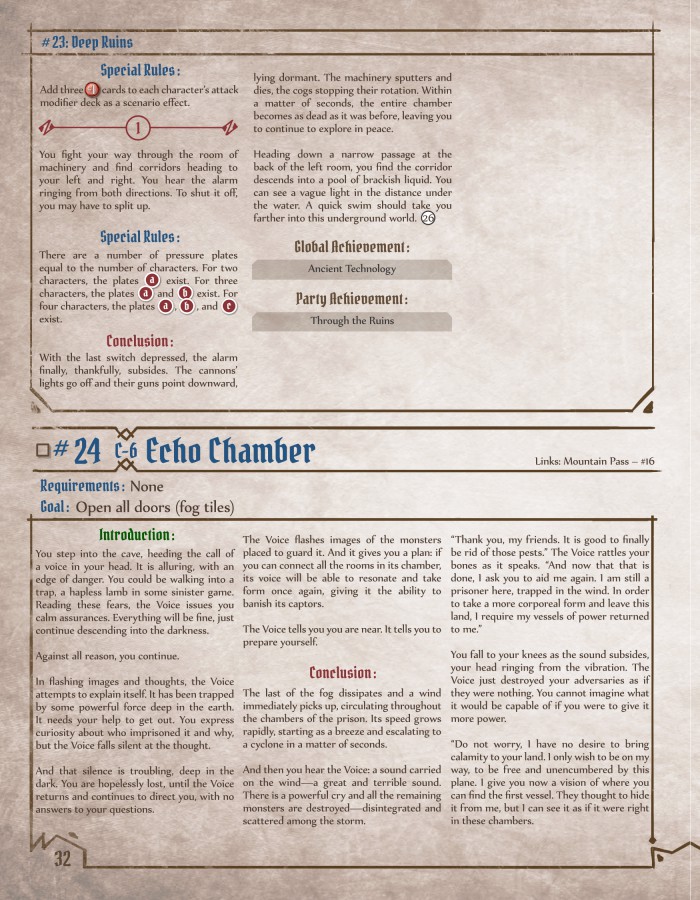 #23: Deep Ruins
Special Rules:
Add three -1 cards to each character's attack
modifier deck as a scenario effect.
1
You fight your way through the room of
machinery and find corridors heading to
your left and right. You hear the alarm
ringing from both directions. To shut it off,
you may have to split up.
Special Rules:
There are a number of pressure plates
equal to the number of characters. For two
characters, the plates a exist. For three
characters, the plates a and b exist. For
four characters, the plates a, b, and c
exist.
Conclusion:
With the last switch depressed, the alarm
finally, thankfully, subsides. The cannons'
lights go off and their guns point downward,
lying dormant. The machinery sputters and
dies, the cogs stopping their rotation. Within
a matter of seconds, the entire chamber
becomes as dead as it was before, leaving you
to continue to explore in peace.
Heading down a narrow passage at the
back of the left room, you find the corridor
descends into a pool of brackish liquid. You
can see a vague light in the distance under
the water. A quick swim should take you
farther into this underground world. 26
Global Achievement:
Ancient Technology
Party Achievement:
Through the Ruins
#24 C-6 Echo Chamber
Links: Mountain Pass – #16
Requirements: None
Goal: Open all doors (fog tiles)
Introduction:
You step into the cave, heeding the call of
a voice in your head. It is alluring, with an
edge of danger. You could be walking into a
trap, a hapless lamb in some sinister game.
Reading these fears, the Voice issues you
calm assurances. Everything will be fine, just
continue descending into the darkness.
Against all reason, you continue.
In flashing images and thoughts, the Voice
attempts to explain itself. It has been trapped
by some powerful force deep in the earth.
It needs your help to get out. You express
curiosity about who imprisoned it and why,
but the Voice falls silent at the thought.
And that silence is troubling, deep in the
dark. You are hopelessly lost, until the Voice
returns and continues to direct you, with no
answers to your questions.
The Voice flashes images of the monsters
placed to guard it. And it gives you a plan: if
you can connect all the rooms in its chamber,
its voice will be able to resonate and take
form once again, giving it the ability to
banish its captors.
The Voice tells you you are near. It tells you to
prepare yourself.
Conclusion:
The last of the fog dissipates and a wind
immediately picks up, circulating throughout
the chambers of the prison. Its speed grows
rapidly, starting as a breeze and escalating to
a cyclone in a matter of seconds.
And then you hear the Voice: a sound carried
on the wind—a great and terrible sound.
There is a powerful cry and all the remaining
monsters are destroyed—disintegrated and
scattered among the storm.
"Thank you, my friends. It is good to finally
be rid of those pests." The Voice rattles your
bones as it speaks. "And now that that is
done, I ask you to aid me again. I am still a
prisoner here, trapped in the wind. In order
to take a more corporeal form and leave this
land, I require my vessels of power returned
to me."
You fall to your knees as the sound subsides,
your head ringing from the vibration. The
Voice just destroyed your adversaries as if
they were nothing. You cannot imagine what
it would be capable of if you were to give it
more power.
"Do not worry, I have no desire to bring
calamity to your land. I only wish to be on my
way, to be free and unencumbered by this
plane. I give you now a vision of where you
can find the first vessel. They thought to hide
it from me, but I can see it as if it were right
in these chambers.
32